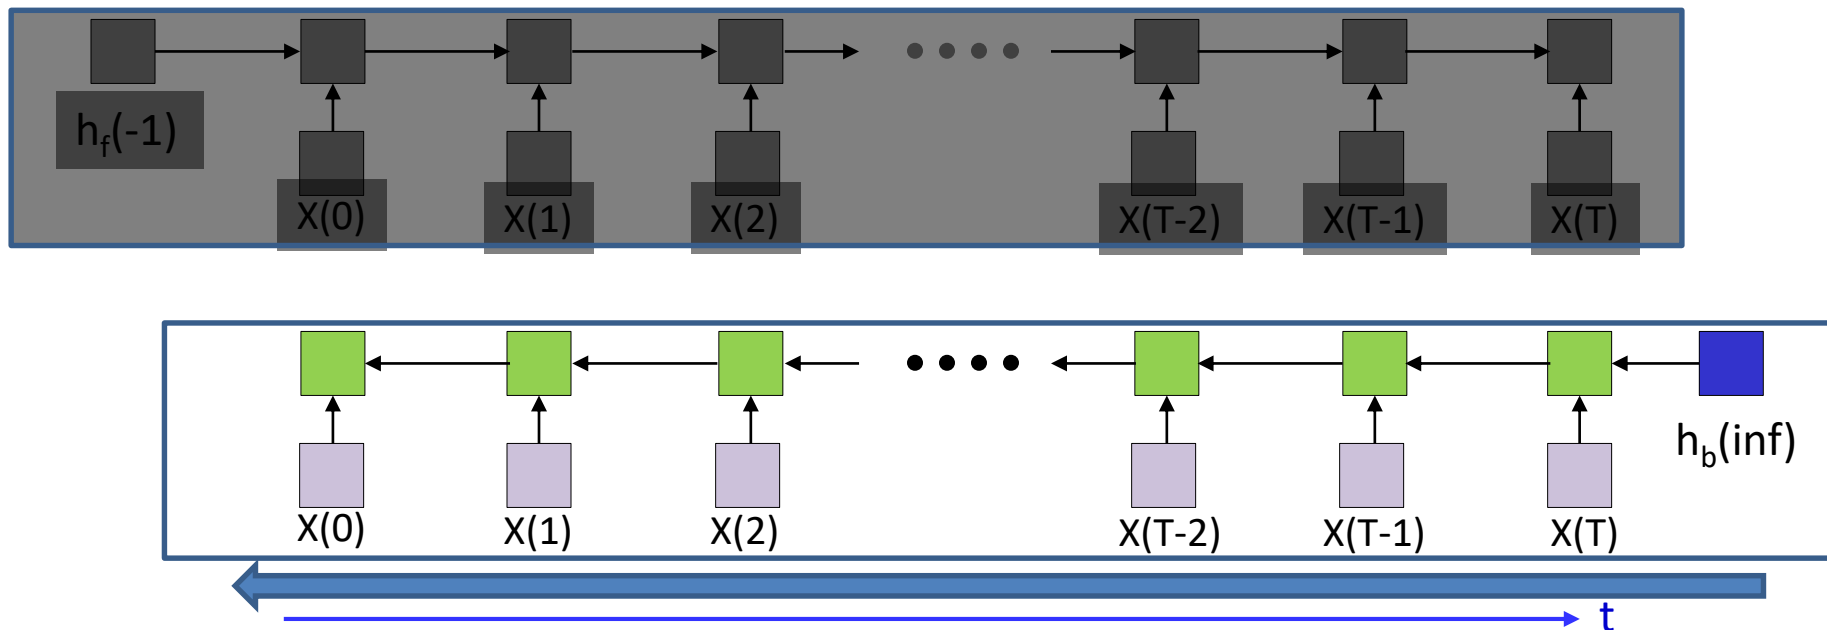 h_f(-1)
X(0) X(1) X(2) X(T-2) X(T-1) X(T)
h_b(inf)
X(0) X(1) X(2) X(T-2) X(T-1) X(T)
t